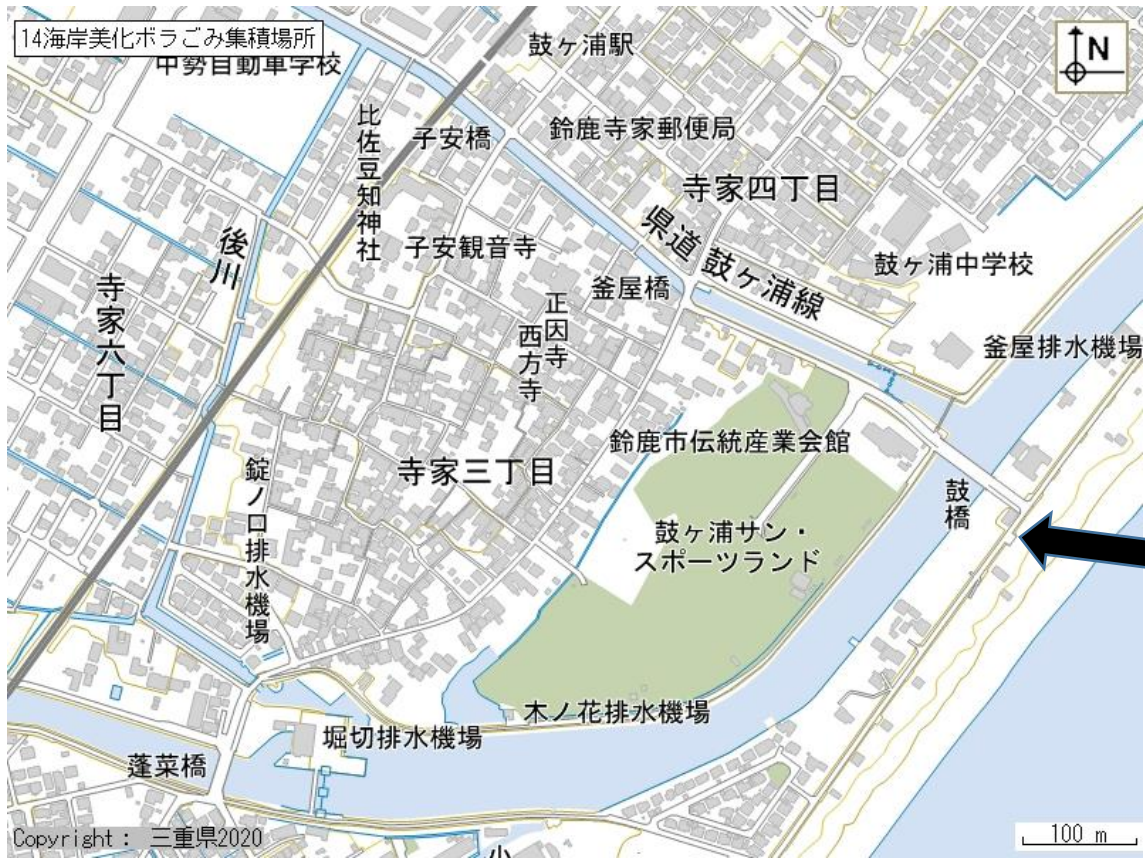 14海岸美化ボラごみ集積場所
中勢自動車学校
鼓ヶ浦駅
N
比佐豆知神社
子安橋
鈴鹿寺家郵便局
寺家四丁目
後川
子安観音寺
県道 鼓ヶ浦線
鼓ヶ浦中学校
寺家六丁目
正因寺
西方寺
釜屋橋
釜屋排水機場
鈴鹿市伝統産業会館
寺家三丁目
錠ノ口排水機場
鼓橋
鼓ヶ浦サン・
スポーツランド
木ノ花排水機場
堀切排水機場
蓬菜橋
小
Copyright： 三重県2020
100 m